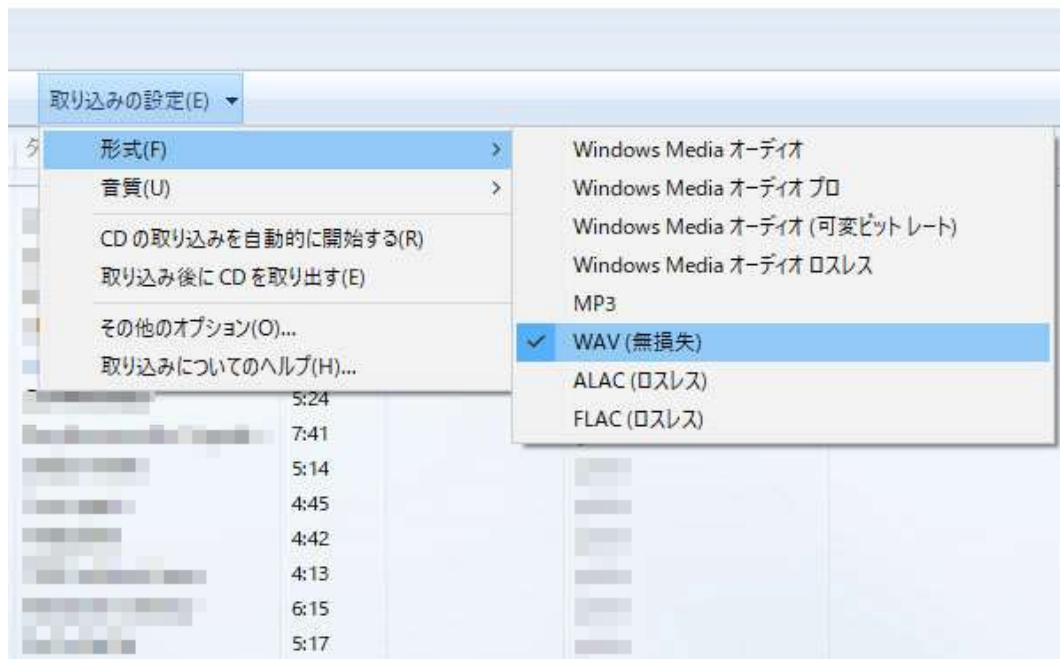 取り込みの設定(E)
タ
形式(F)
音質(U)
CD の取り込みを自動的に開始する(R)
取り込み後に CD を取り出す(E)
その他のオプション(O)...
取り込みについてのヘルプ(H)...
Windows Media オーディオ
Windows Media オーディオ プロ
Windows Media オーディオ (可変ビット レート)
Windows Media オーディオ ロスレス
MP3
WAV (無損失)
ALAC (ロスレス)
FLAC (ロスレス)
5:24
7:41
5:14
4:45
4:42
4:13
6:15
5:17